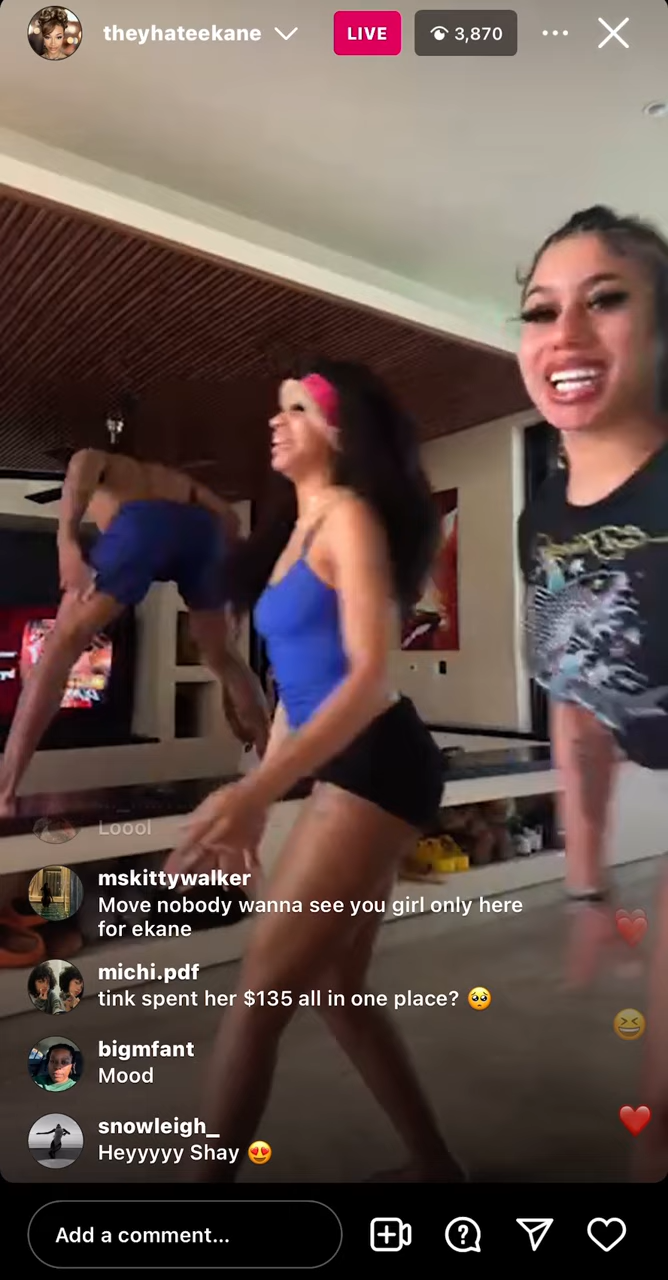 theyhateekane
LIVE
3,870
Loool
mskittywalker
Move nobody wanna see you girl only here
for ekane
michi.pdf
tink spent her $135 all in one place? 🥺
bigmfant
Mood
snowleigh_
Heyyyyy Shay 😍
Add a comment...